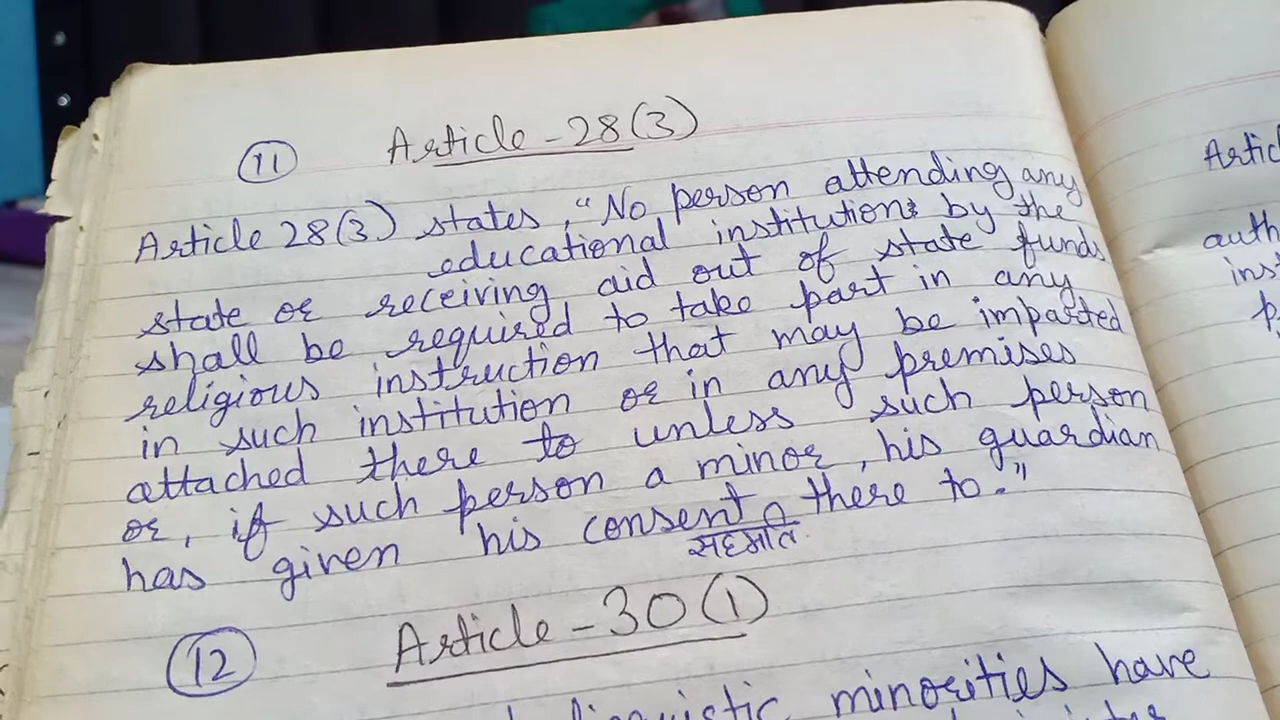 11 Article - 28(3)
Article 28(3) states, "No person attending any
educational institution: by the
state or receiving aid out of state funds
shall be required to take part in any
religious instruction that may be imparted
in such institution or in any premises
attached there to unless such person
or, if such person a minor, his guardian
has given his consent there to."
सहमति
12 Article - 30(1)
linguistic minorities have
Artic
auth
inst